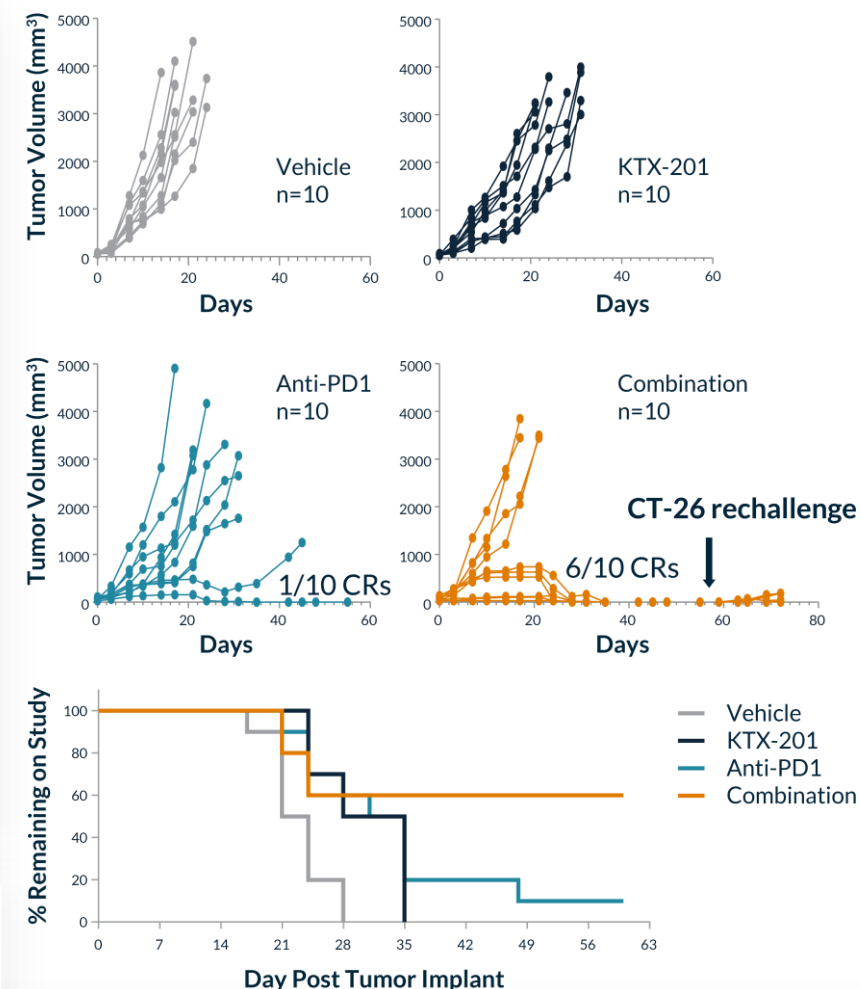 Tumor Volume (mm³)
5000
4000
3000
2000
1000
0
0
20
40
60
Days
Vehicle
n=10
5000
4000
3000
2000
1000
0
0
20
40
60
Days
KTX-201
n=10
Tumor Volume (mm³)
5000
4000
3000
2000
1000
0
0
20
40
60
Days
Anti-PD1
n=10
1/10 CRs
5000
4000
3000
2000
1000
0
0
20
40
60
80
Days
Combination
n=10
CT-26 rechallenge
6/10 CRs
% Remaining on Study
100
80
60
40
20
0
0
7
14
21
28
35
42
49
56
63
Day Post Tumor Implant
Vehicle
KTX-201
Anti-PD1
Combination